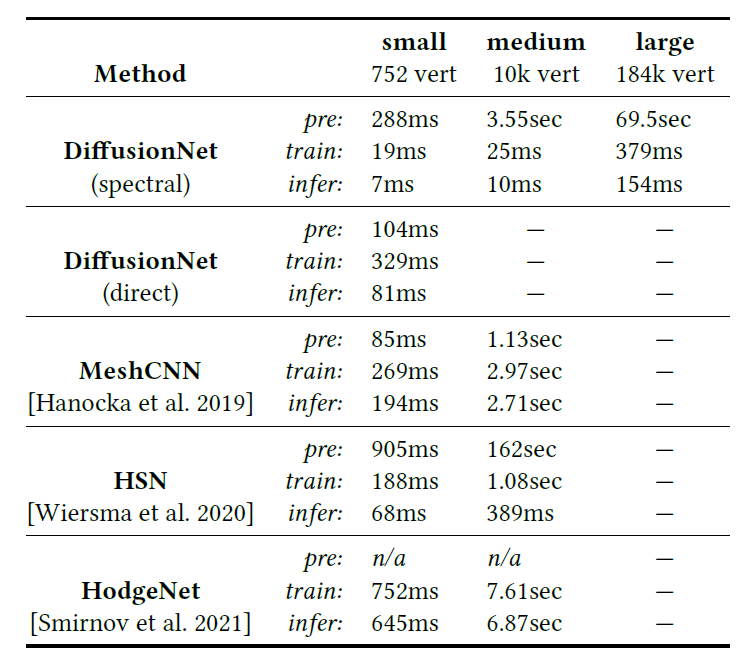 small medium large
Method 752 vert 10k vert 184k vert
pre: 288ms 3.55sec 69.5sec
DiffusionNet train: 19ms 25ms 379ms
(spectral) infer: 7ms 10ms 154ms
pre: 104ms — —
DiffusionNet train: 329ms — —
(direct) infer: 81ms — —
pre: 85ms 1.13sec —
MeshCNN train: 269ms 2.97sec —
[Hanocka et al. 2019] infer: 194ms 2.71sec —
pre: 905ms 162sec —
HSN train: 188ms 1.08sec —
[Wiersma et al. 2020] infer: 68ms 389ms —
pre: n/a n/a —
HodgeNet train: 752ms 7.61sec —
[Smirnov et al. 2021] infer: 645ms 6.87sec —